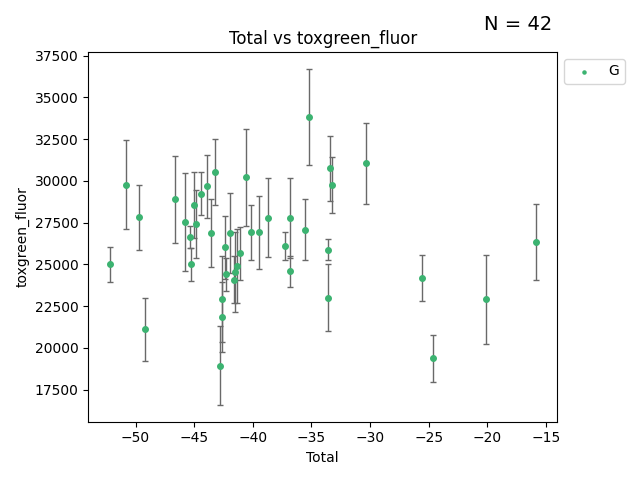 N = 42
Total vs toxgreen_fluor
G
toxgreen_fluor
37500
35000
32500
30000
27500
25000
22500
20000
17500
−50 −45 −40 −35 −30 −25 −20 −15
Total